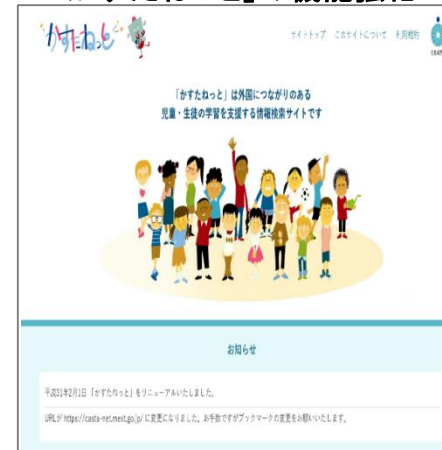 かすたねっと
サイトトップ このサイトについて 利用規約
「かすたねっと」は外国につながりのある
児童・生徒の学習を支援する情報検索サイトです
お知らせ
平成31年2月1日 「かすたねっと」をリニューアルいたしました。
URLが https://casta-net.mext.go.jp/ に変更になりました。お手数ですがブックマークの変更をお願いいたします。